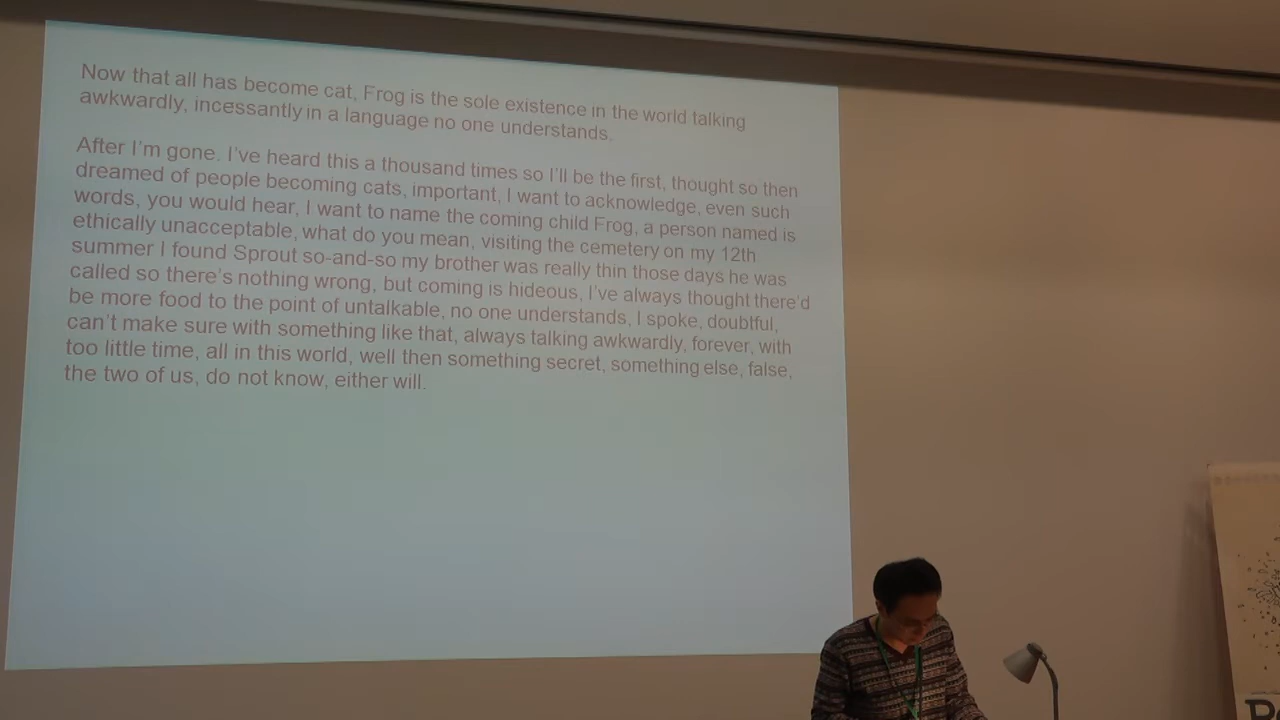 Now that all has become cat, Frog is the sole existence in the world talking
awkwardly, incessantly in a language no one understands.
After I'm gone. I've heard this a thousand times so I'll be the first, thought so then
dreamed of people becoming cats, important, I want to acknowledge, even such
words, you would hear, I want to name the coming child Frog, a person named is
ethically unacceptable, what do you mean, visiting the cemetery on my 12th
summer I found Sprout so-and-so my brother was really thin those days he was
called so there's nothing wrong, but coming is hideous, I've always thought there'd
be more food to the point of untalkable, no one understands, I spoke, doubtful,
can't make sure with something like that, always talking awkwardly, forever, with
too little time, all in this world, well then something secret, something else, false,
the two of us, do not know, either will.